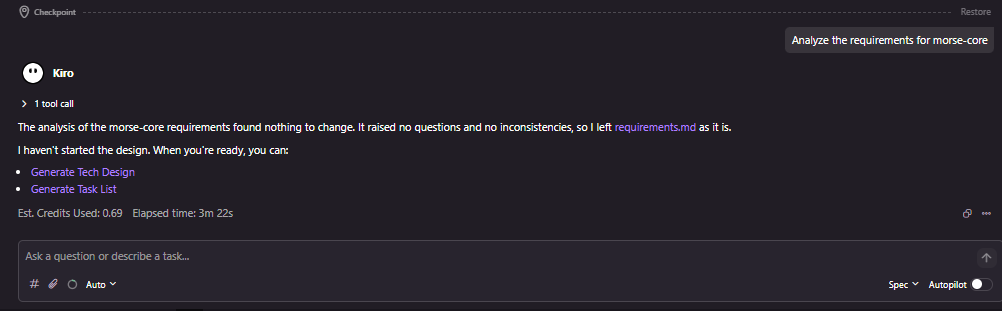 Checkpoint
Restore
Analyze the requirements for morse-core
Kiro
1 tool call
The analysis of the morse-core requirements found nothing to change. It raised no questions and no inconsistencies, so I left requirements.md as it is.
I haven't started the design. When you're ready, you can:
• Generate Tech Design
• Generate Task List
Est. Credits Used: 0.69 Elapsed time: 3m 22s
Ask a question or describe a task...
# Auto Spec Autopilot